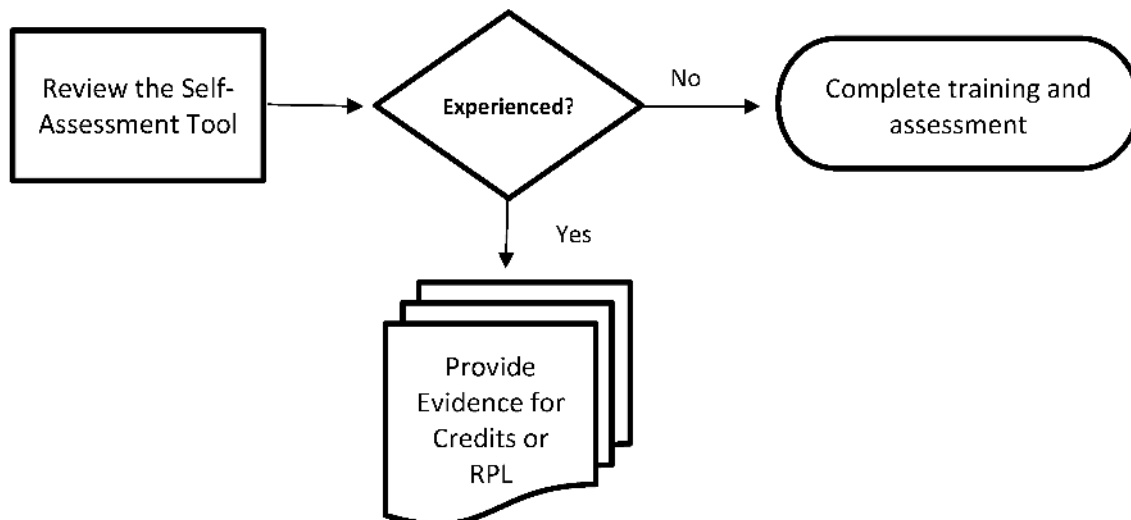 Review the Self-
Assessment Tool
Experienced?
No
Complete training and
assessment
Yes
Provide
Evidence for
Credits or
RPL